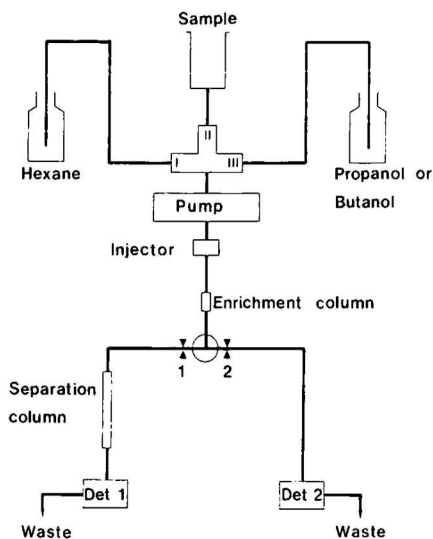 Sample
II
I
III
Hexane
Propanol or
Butanol
Pump
Injector
Enrichment column
1
2
Separation
column
Det 1
Det 2
Waste
Waste